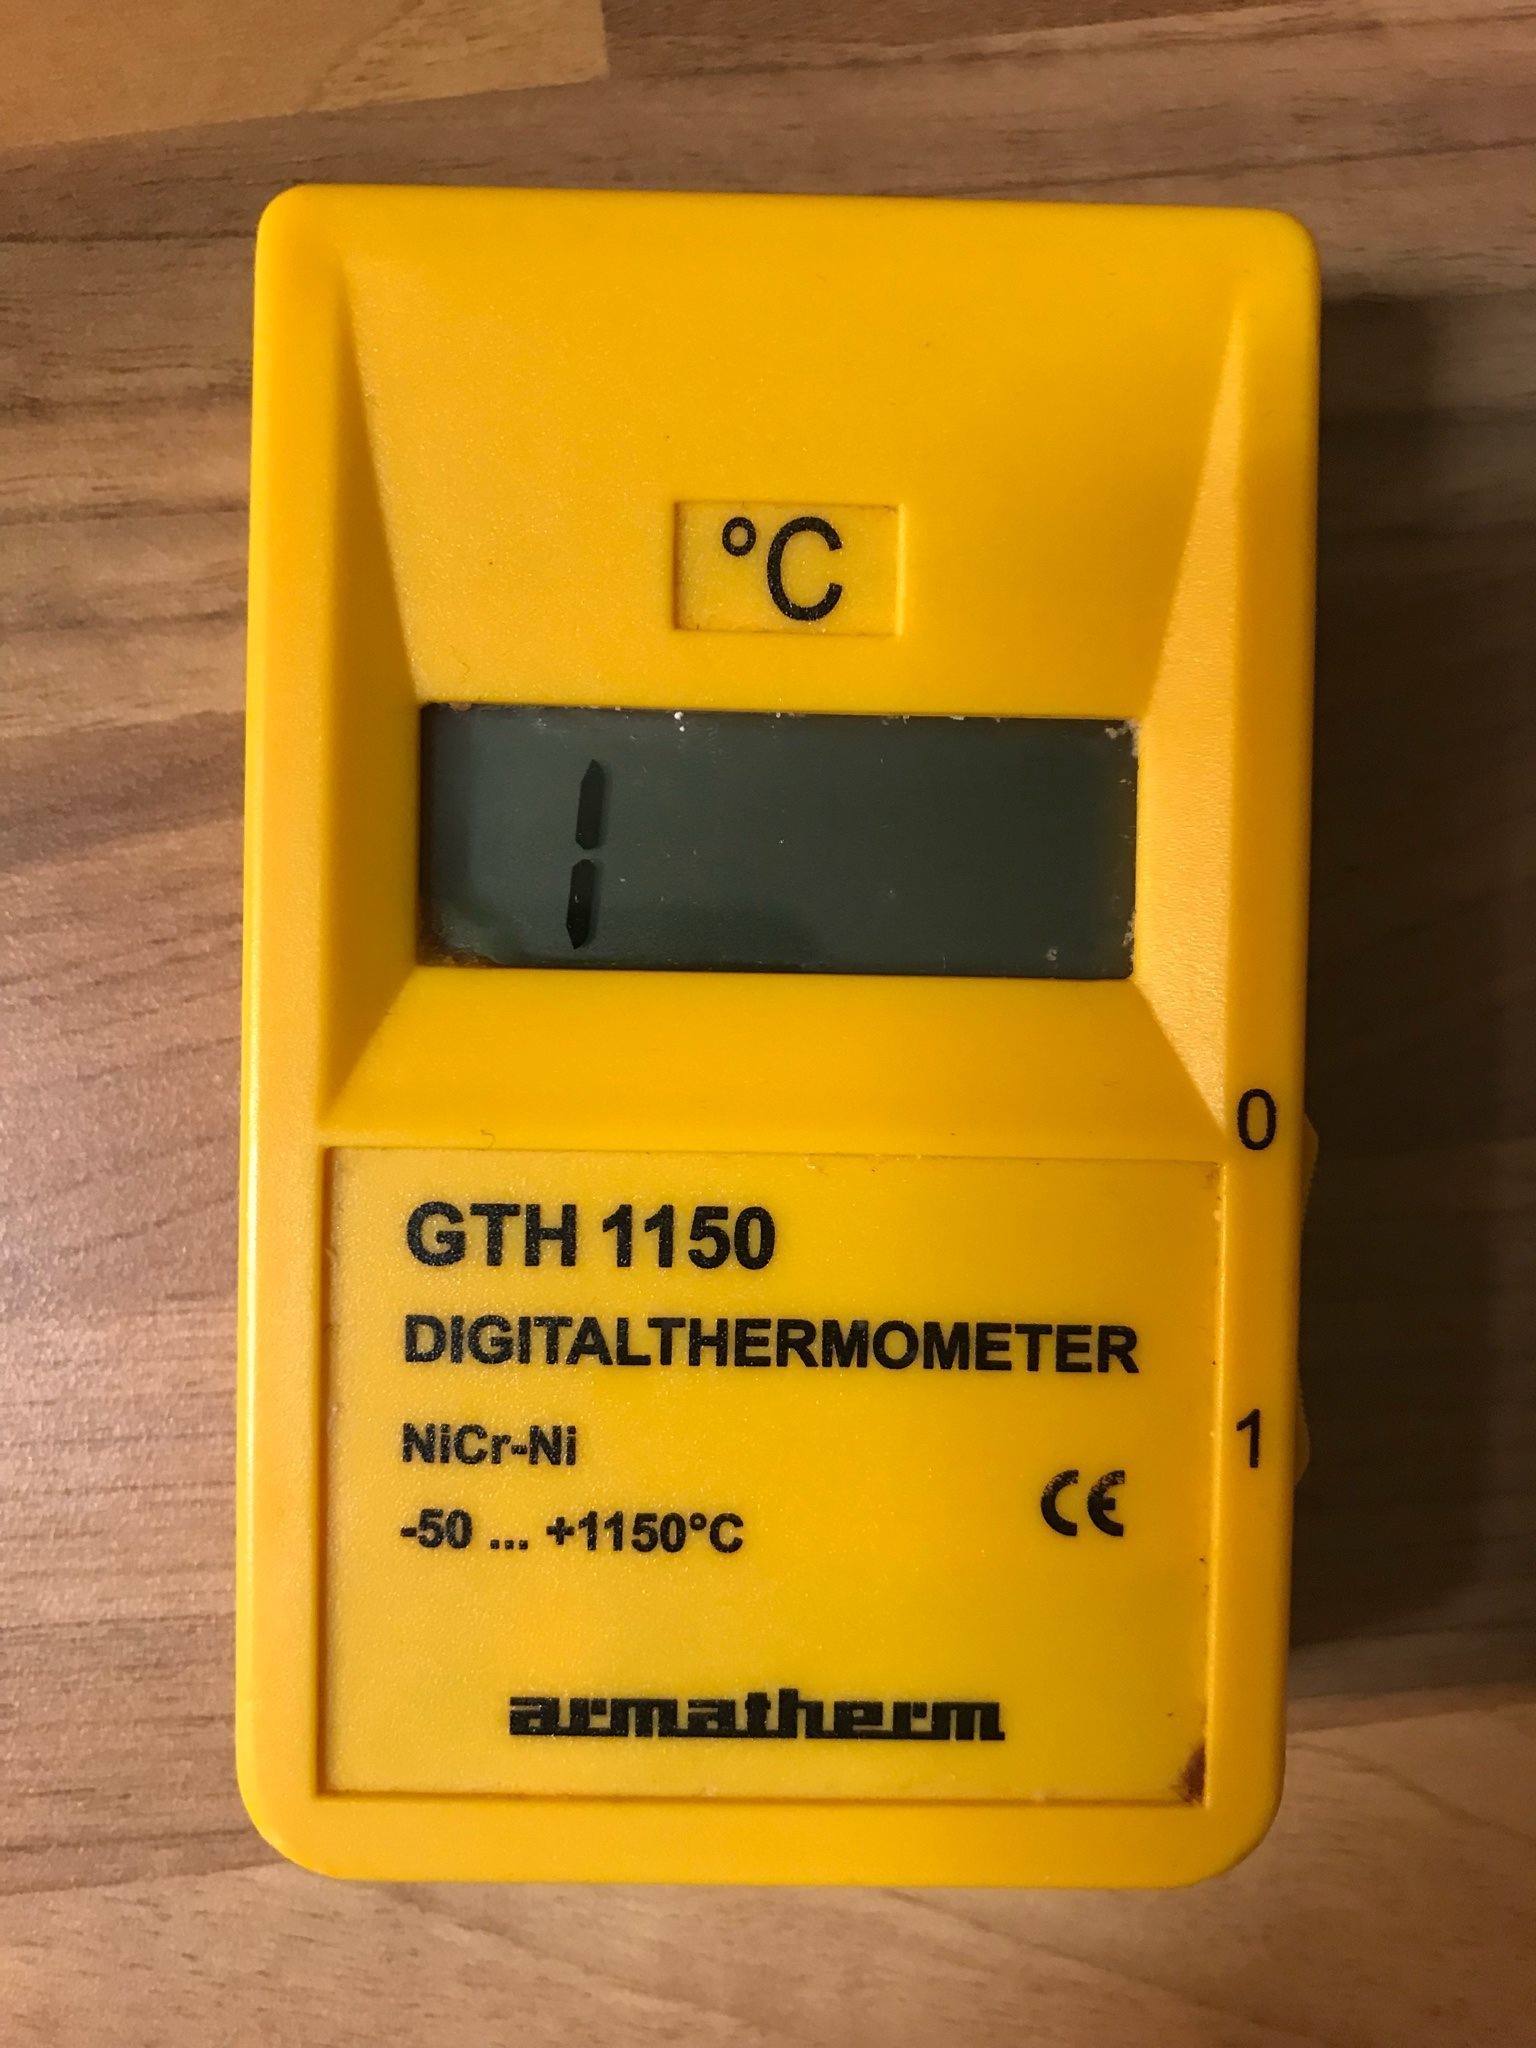 °C
1
0
GTH 1150
DIGITALTHERMOMETER
NiCr-Ni
1
-50 ... +1150°C
CE
armatherm